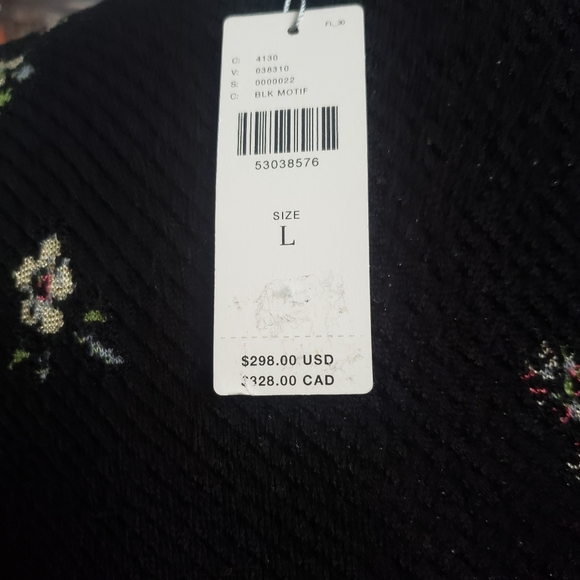 FL_30
C: 4130
V: 038310
S: 0000022
C: BLK MOTIF
53038576
SIZE
L
$298.00 USD
$328.00 CAD